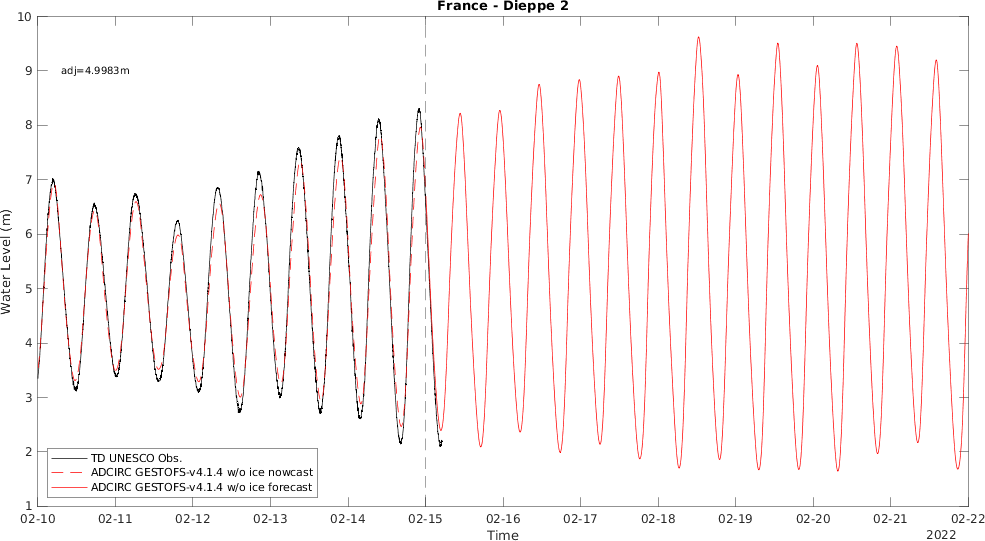 France - Dieppe 2
10
9
8
7
6
5
4
3
2
1
Water Level (m)
adj=4.9983m
TD UNESCO Obs.
ADCIRC GESTOFS-v4.1.4 w/o ice nowcast
ADCIRC GESTOFS-v4.1.4 w/o ice forecast
02-10 02-11 02-12 02-13 02-14 02-15 02-16 02-17 02-18 02-19 02-20 02-21 02-22
Time
2022